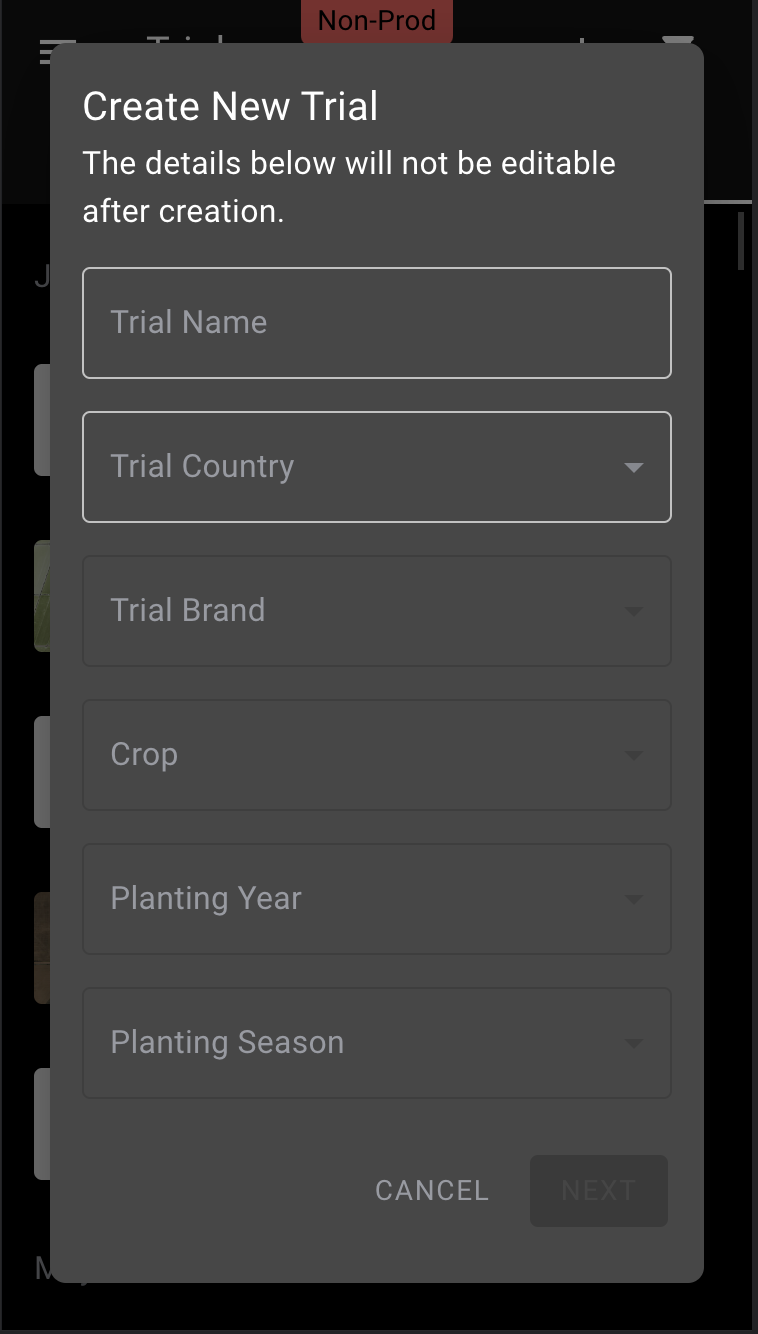 Non-Prod
Create New Trial
The details below will not be editable
after creation.
Trial Name
Trial Country
Trial Brand
Crop
Planting Year
Planting Season
CANCEL
NEXT